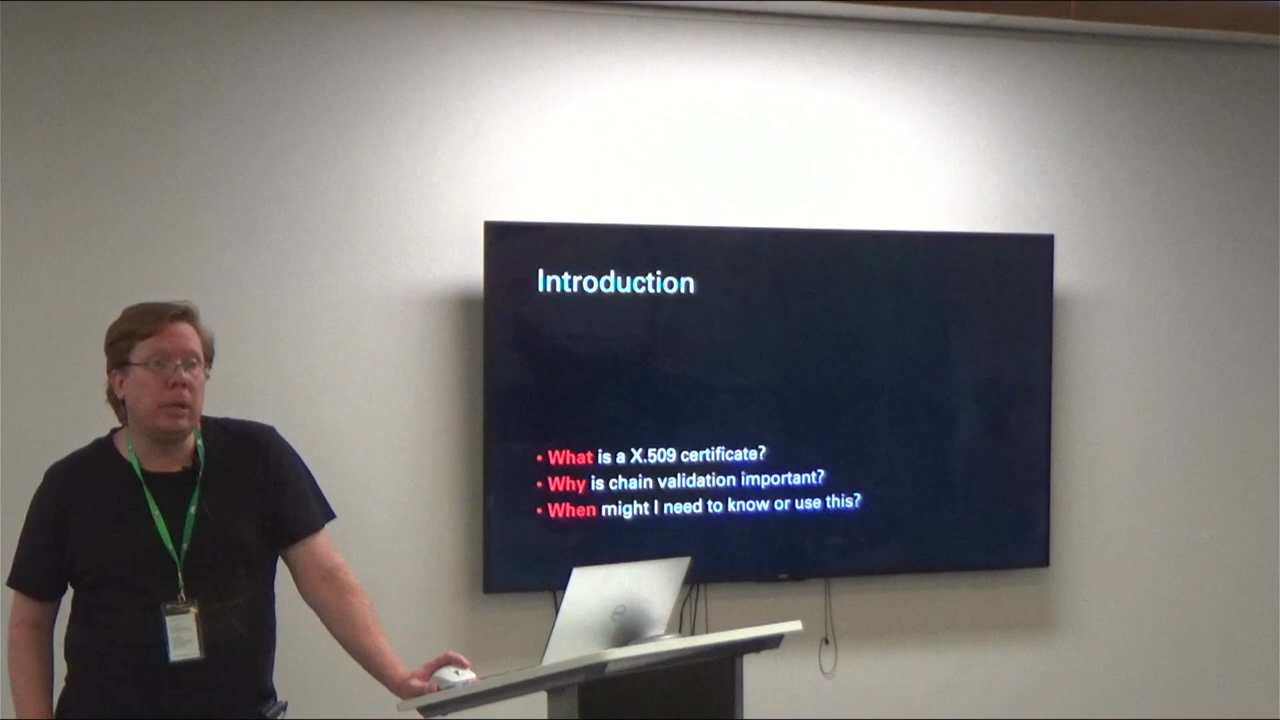 Introduction
• What is a X.509 certificate?
• Why is chain validation important?
• When might I need to know or use this?